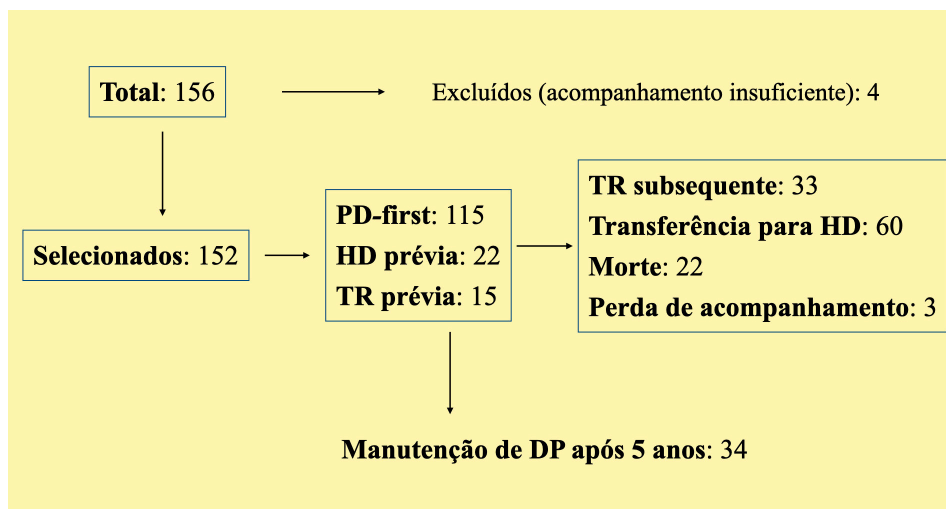 Total: 156
Excluídos (acompanhamento insuficiente): 4
Selecionados: 152
PD-first: 115
HD prévia: 22
TR prévia: 15
TR subsequente: 33
Transferência para HD: 60
Morte: 22
Perda de acompanhamento: 3
Manutenção de DP após 5 anos: 34